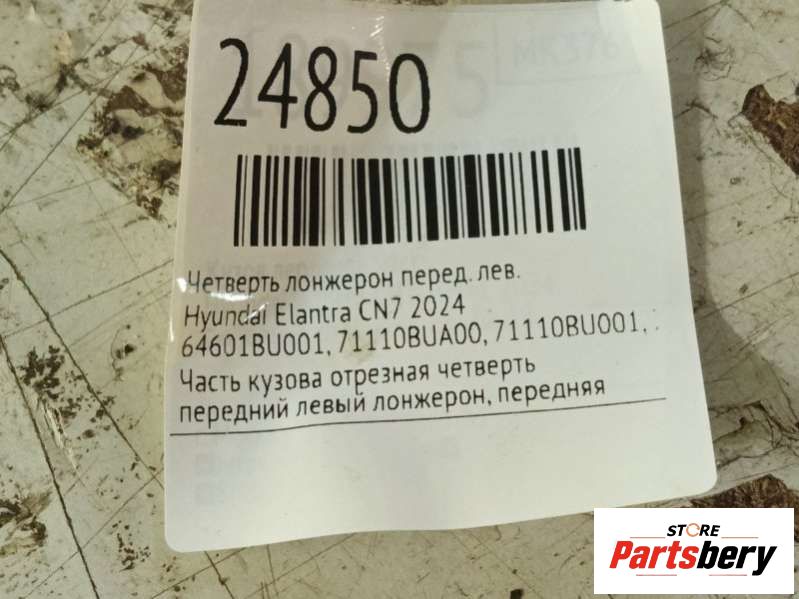 24850
МК376
Четверть лонжерон перед. лев.
Hyundai Elantra CN7 2024
64601BU001, 71110BUA00, 71110BU001,
Часть кузова отрезная четверть
передний левый лонжерон, передняя
STORE
Partsbery